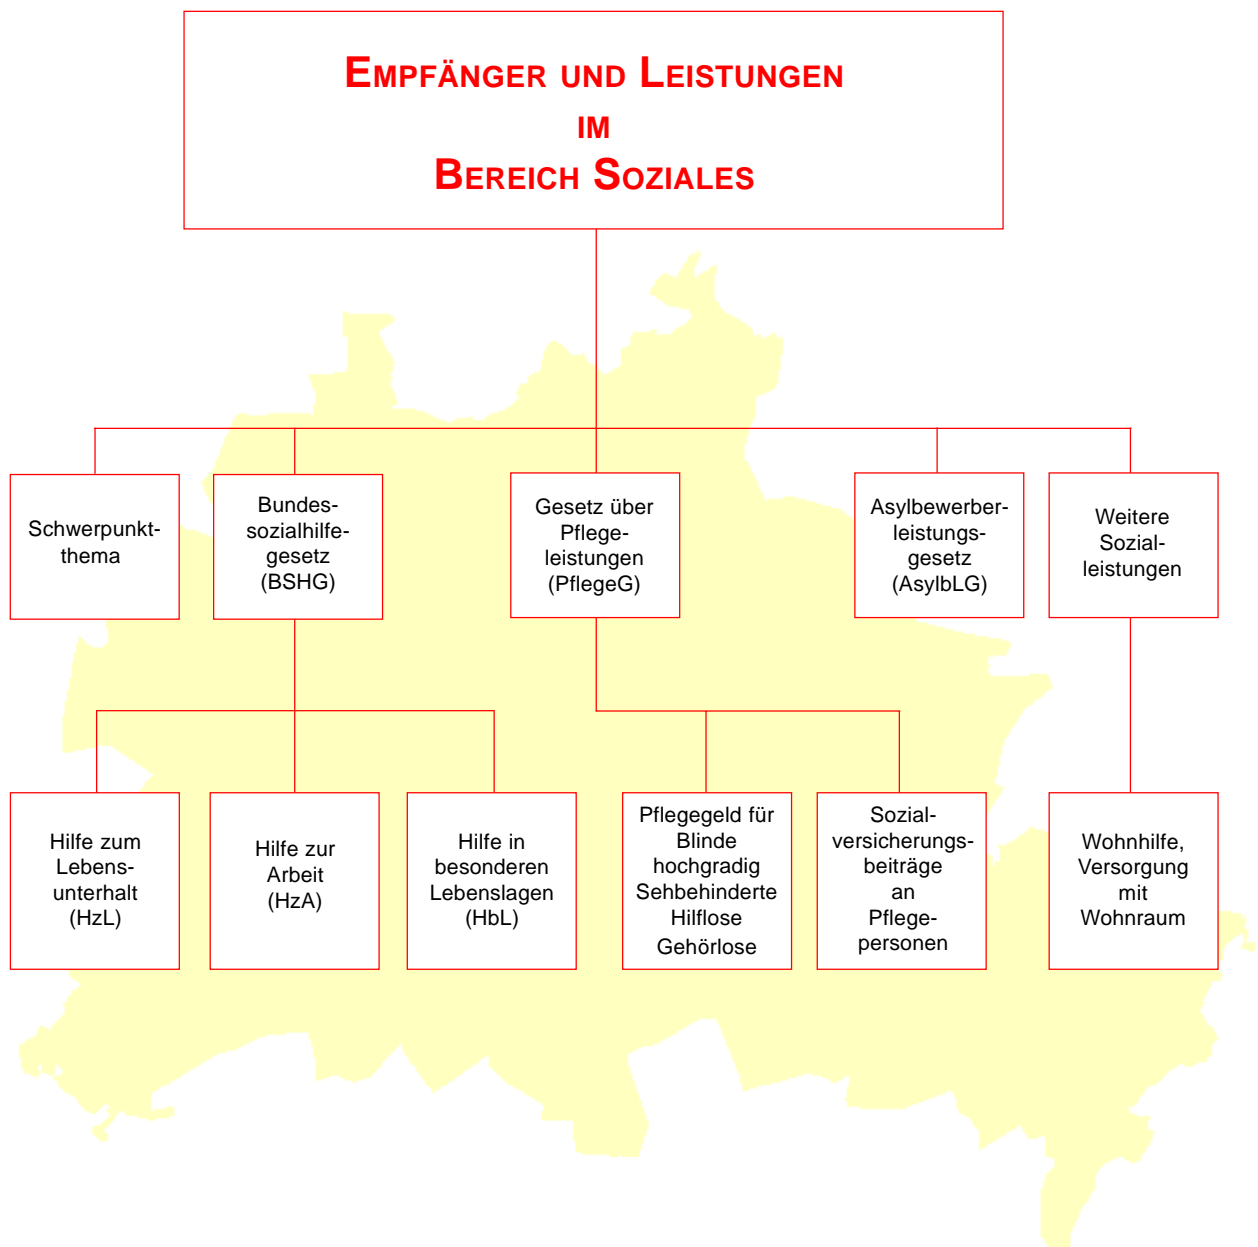 EMPFÄNGER UND LEISTUNGEN
IM
BEREICH SOZIALES
Schwerpunkt-
thema
Bundes-
sozialhilfe-
gesetz
(BSHG)
Gesetz über
Pflege-
leistungen
(PflegeG)
Asylbewerber-
leistungs-
gesetz
(AsylbLG)
Weitere
Sozial-
leistungen
Hilfe zum
Lebens-
unterhalt
(HzL)
Hilfe zur
Arbeit
(HzA)
Hilfe in
besonderen
Lebenslagen
(HbL)
Pflegegeld für
Blinde
hochgradig
Sehbehinderte
Hilflose
Gehörlose
Sozial-
versicherungs-
beiträge
an
Pflege-
personen
Wohnhilfe,
Versorgung
mit
Wohnraum